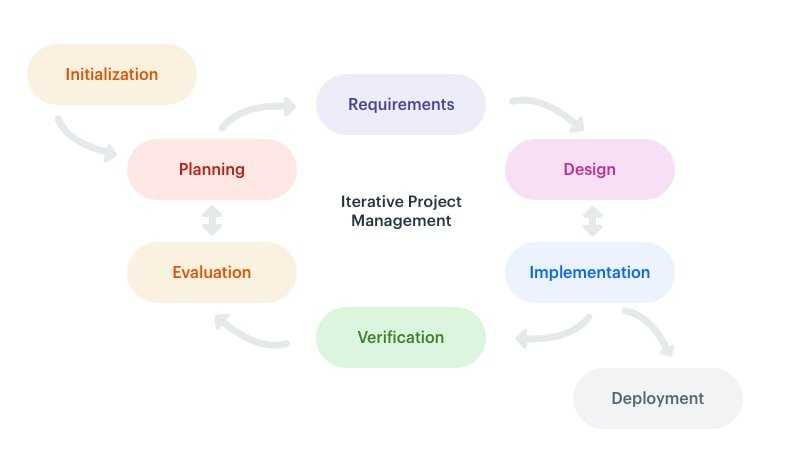 Initialization
Requirements
Planning
Design
Iterative Project
Management
Evaluation
Implementation
Verification
Deployment